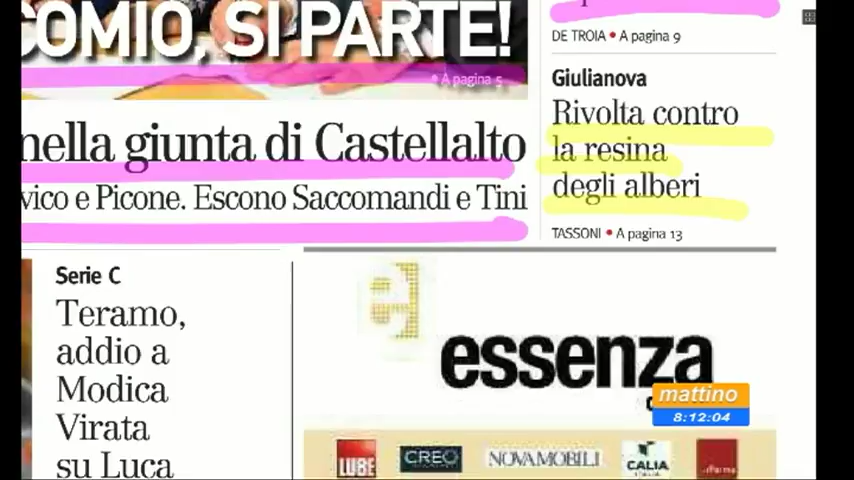 COMIO, SI PARTE!
• A pagina 5
nella giunta di Castellalto
vico e Picone. Escono Saccomandi e Tini
DE TROIA • A pagina 9
Giulianova
Rivolta contro
la resina
degli alberi
TASSONI • A pagina 13
Serie C
Teramo,
addio a
Modica
Virata
su Luca
e
essenza
mattino
8:12:04
LUBE
CREO
NOVAMOBILI
CALIA